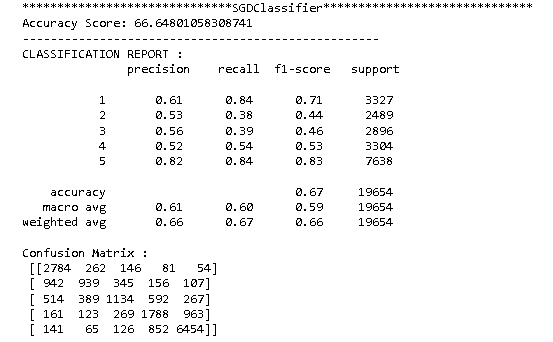 ******************************SGDClassifier******************************
Accuracy Score: 66.64801058308741
---------------------------------------------------
CLASSIFICATION REPORT :
precision recall f1-score support
1 0.61 0.84 0.71 3327
2 0.53 0.38 0.44 2489
3 0.56 0.39 0.46 2896
4 0.52 0.54 0.53 3304
5 0.82 0.84 0.83 7638
accuracy 0.67 19654
macro avg 0.61 0.60 0.59 19654
weighted avg 0.66 0.67 0.66 19654
Confusion Matrix :
[[2784 262 146 81 54]
[ 942 939 345 156 107]
[ 514 389 1134 592 267]
[ 161 123 269 1788 963]
[ 141 65 126 852 6454]]